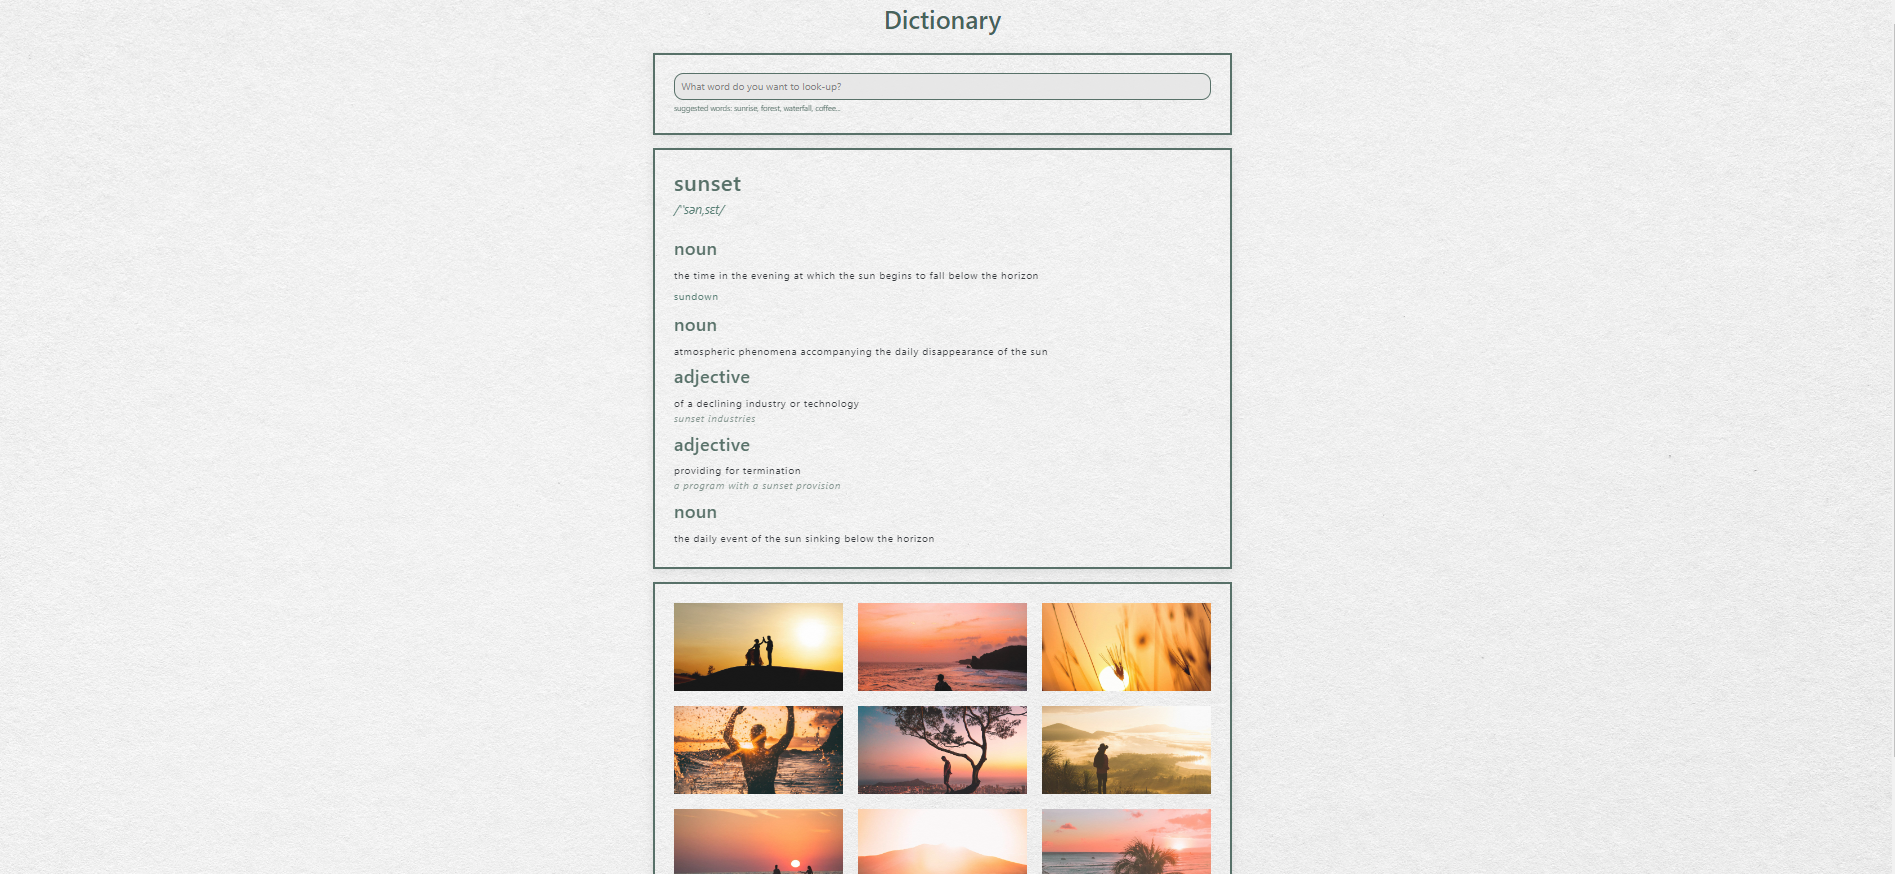 Dictionary
What word do you want to look-up?
suggested words: sunrise, forest, waterfall, coffee...
sunset
/ˈ'sən,sɛt/
noun
the time in the evening at which the sun begins to fall below the horizon
sundown
noun
atmospheric phenomena accompanying the daily disappearance of the sun
adjective
of a declining industry or technology
sunset industries
adjective
providing for termination
a program with a sunset provision
noun
the daily event of the sun sinking below the horizon